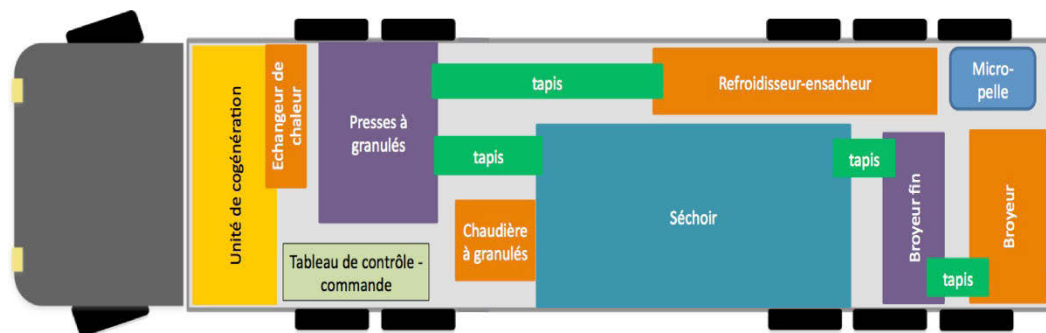 Unité de cogénération
Echangeur de
chaleur
Presses à
granulés
tapis
Refroidisseur-ensacheur
Micro-
pelle
tapis
Chaudière
à granulés
Séchoir
tapis
Broyeur fin
tapis
Broyeur
Tableau de contrôle -
commande